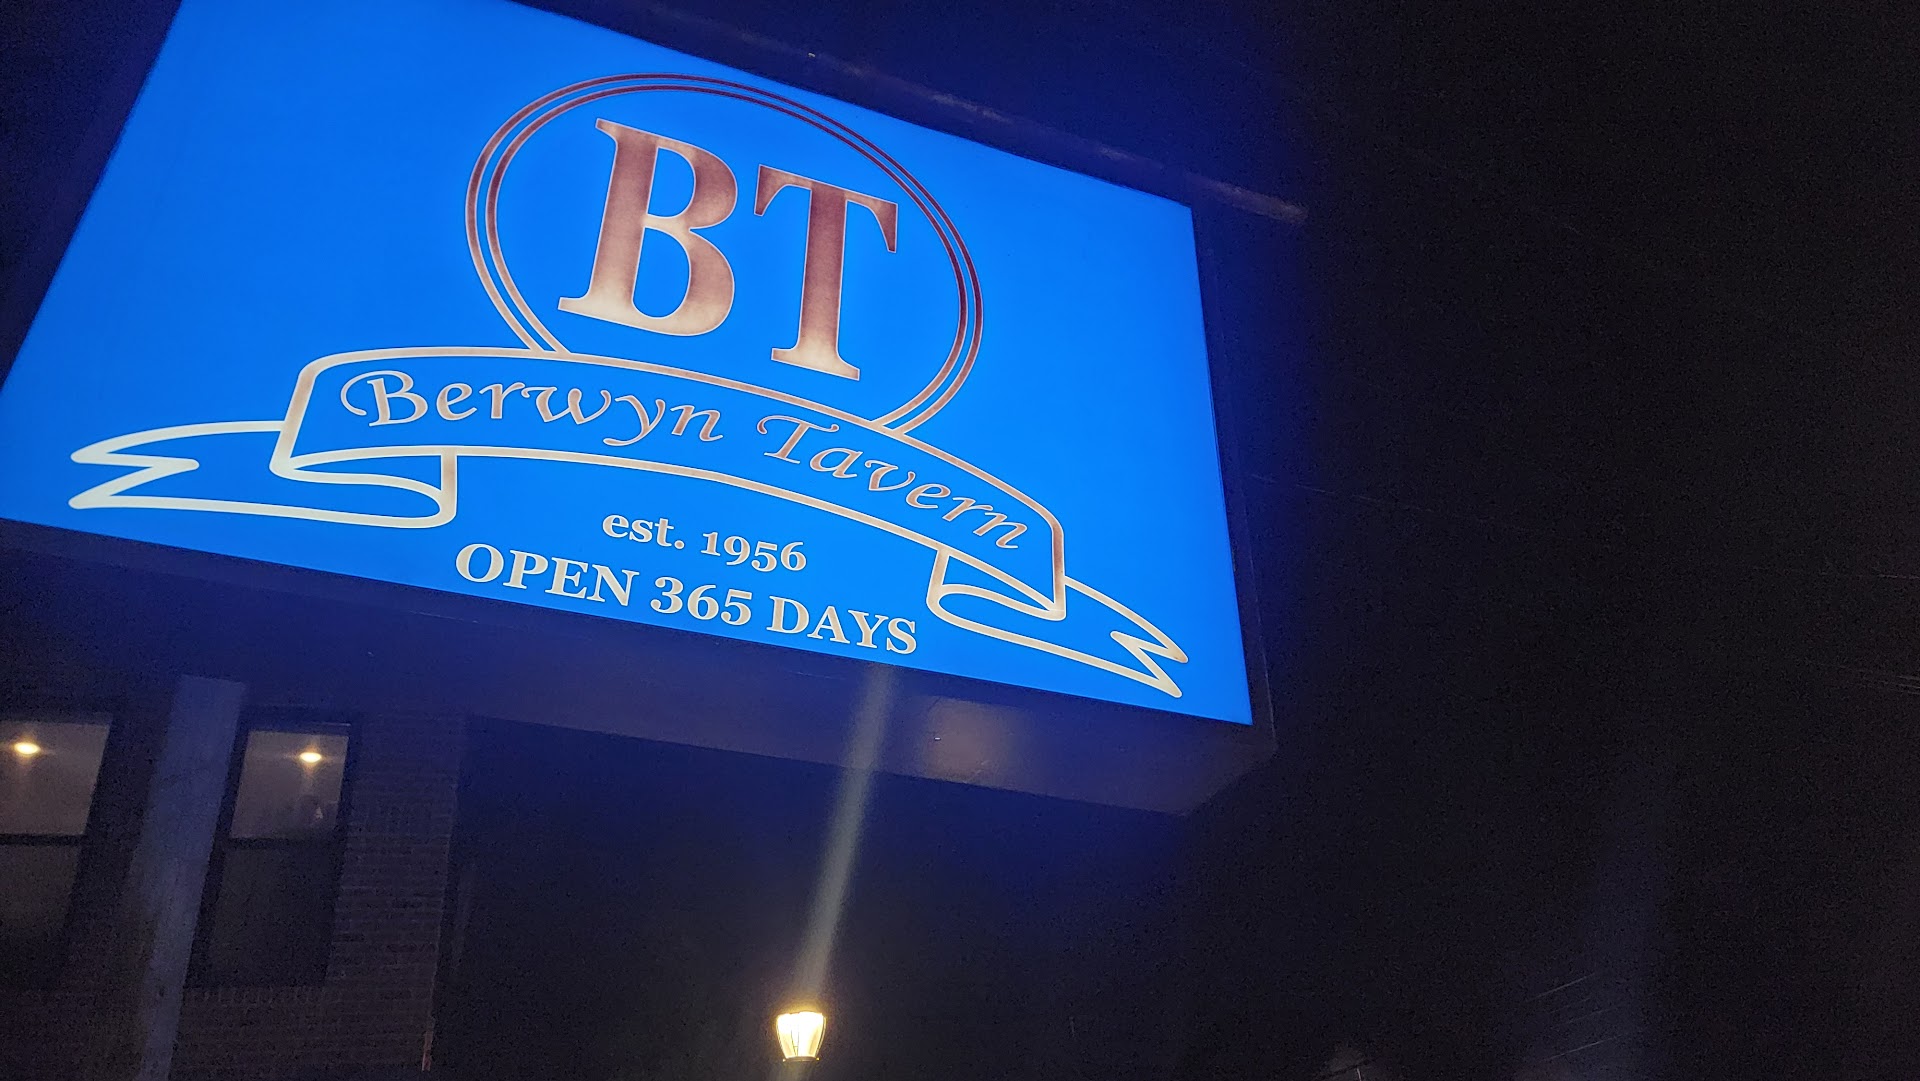 BT
Berwyn Tavern
est. 1956
OPEN 365 DAYS